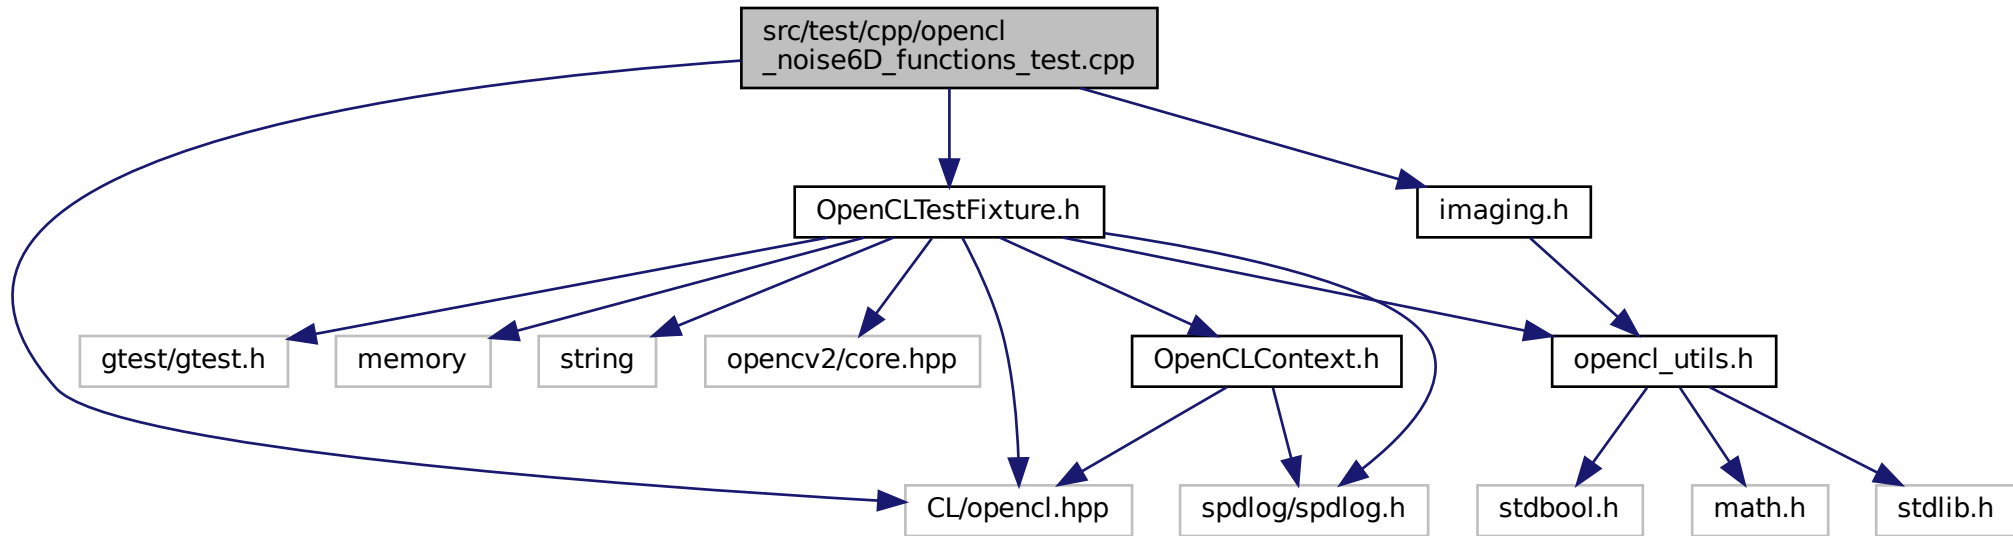 src/test/cpp/opencl
_noise6D_functions_test.cpp
OpenCLTestFixture.h
imaging.h
gtest/gtest.h
memory
string
opencv2/core.hpp
OpenCLContext.h
opencl_utils.h
CL/opencl.hpp
spdlog/spdlog.h
stdbool.h
math.h
stdlib.h